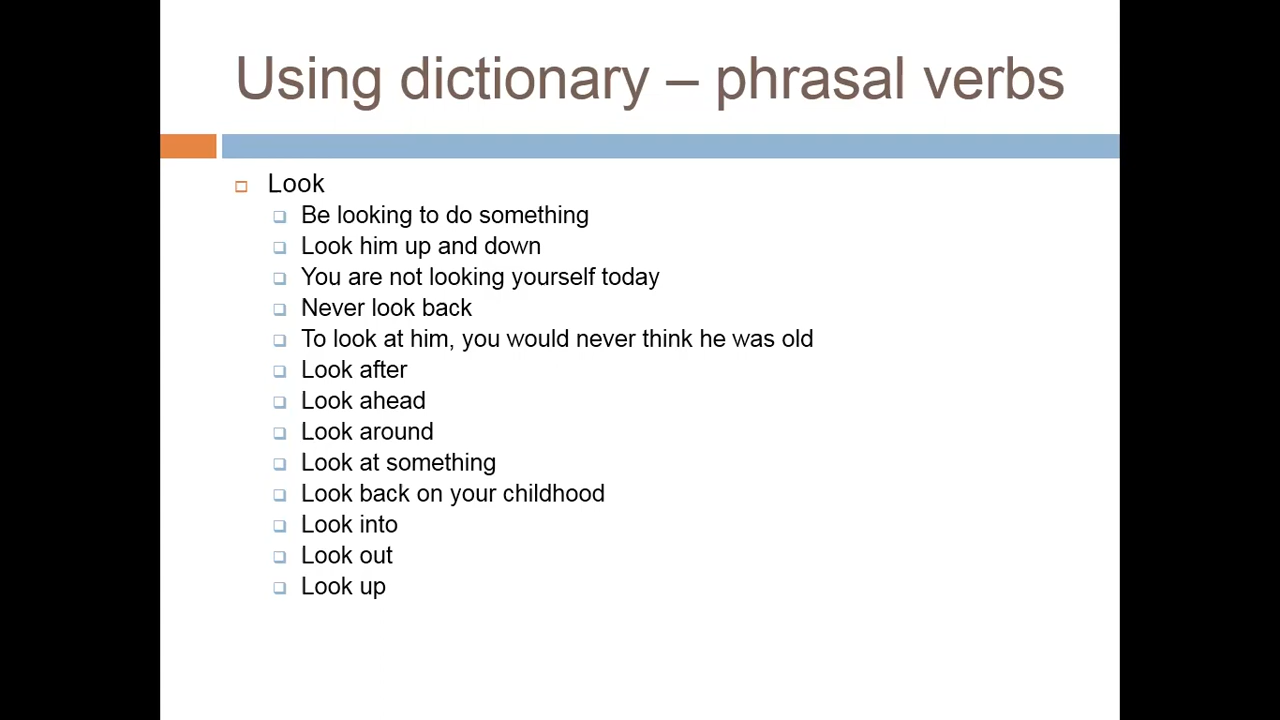 Using dictionary – phrasal verbs
Look
Be looking to do something
Look him up and down
You are not looking yourself today
Never look back
To look at him, you would never think he was old
Look after
Look ahead
Look around
Look at something
Look back on your childhood
Look into
Look out
Look up